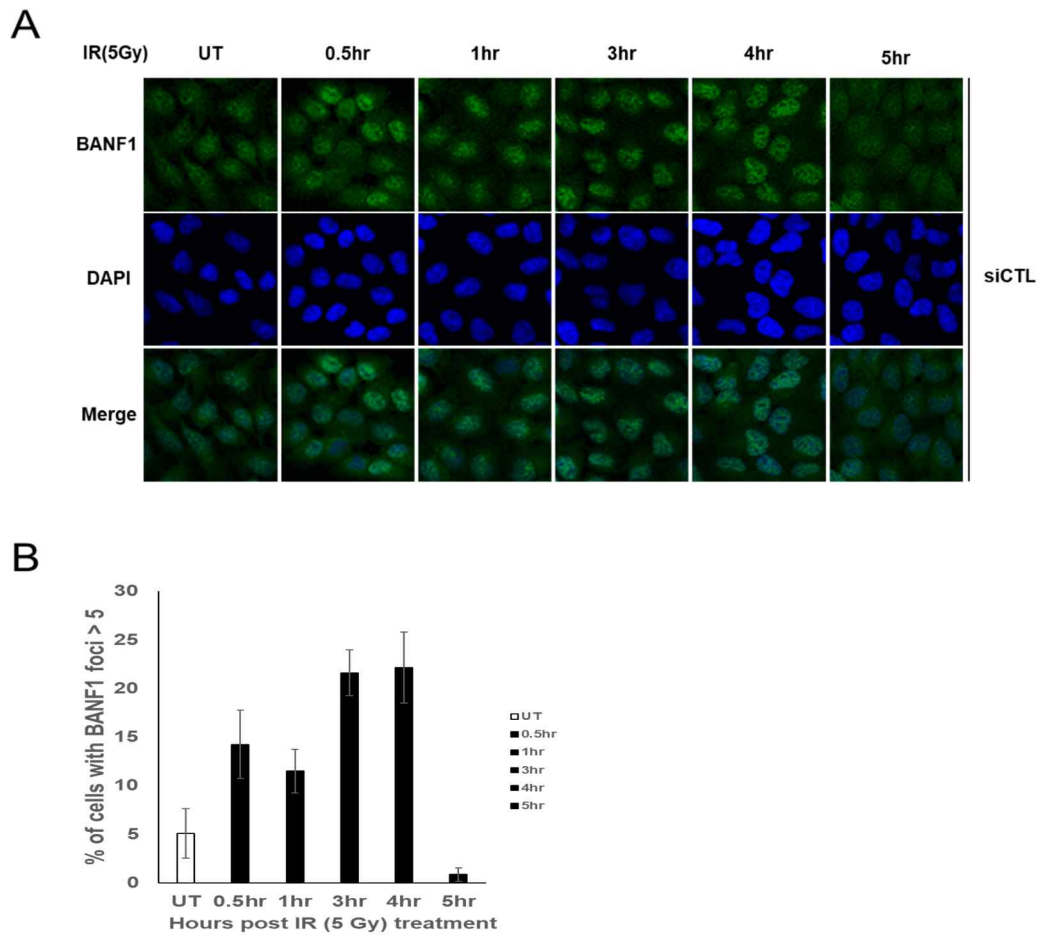 A
IR(5Gy) UT 0.5hr 1hr 3hr 4hr 5hr
BANF1
DAPI
siCTL
Merge
B
% of cells with BANF1 foci > 5
30
25
20
15
10
5
0
UT 0.5hr 1hr 3hr 4hr 5hr
Hours post IR (5 Gy) treatment
UT
0.5hr
1hr
3hr
4hr
5hr